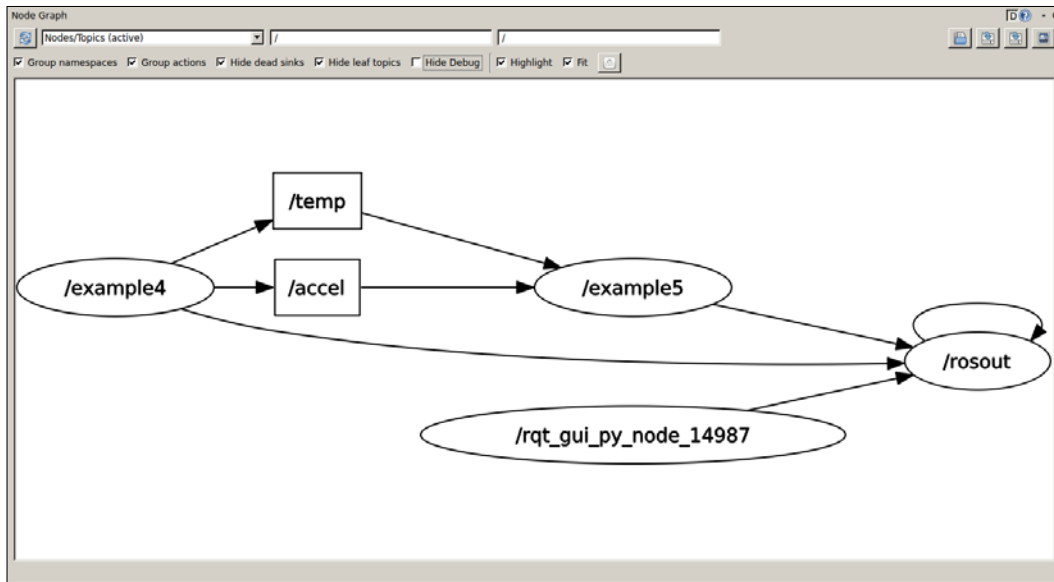 Node Graph
D ?
Nodes/Topics (active) / /
Group namespaces Group actions Hide dead sinks Hide leaf topics Hide Debug Highlight Fit
/temp
/example4 /accel /example5
/rosout
/rqt_gui_py_node_14987